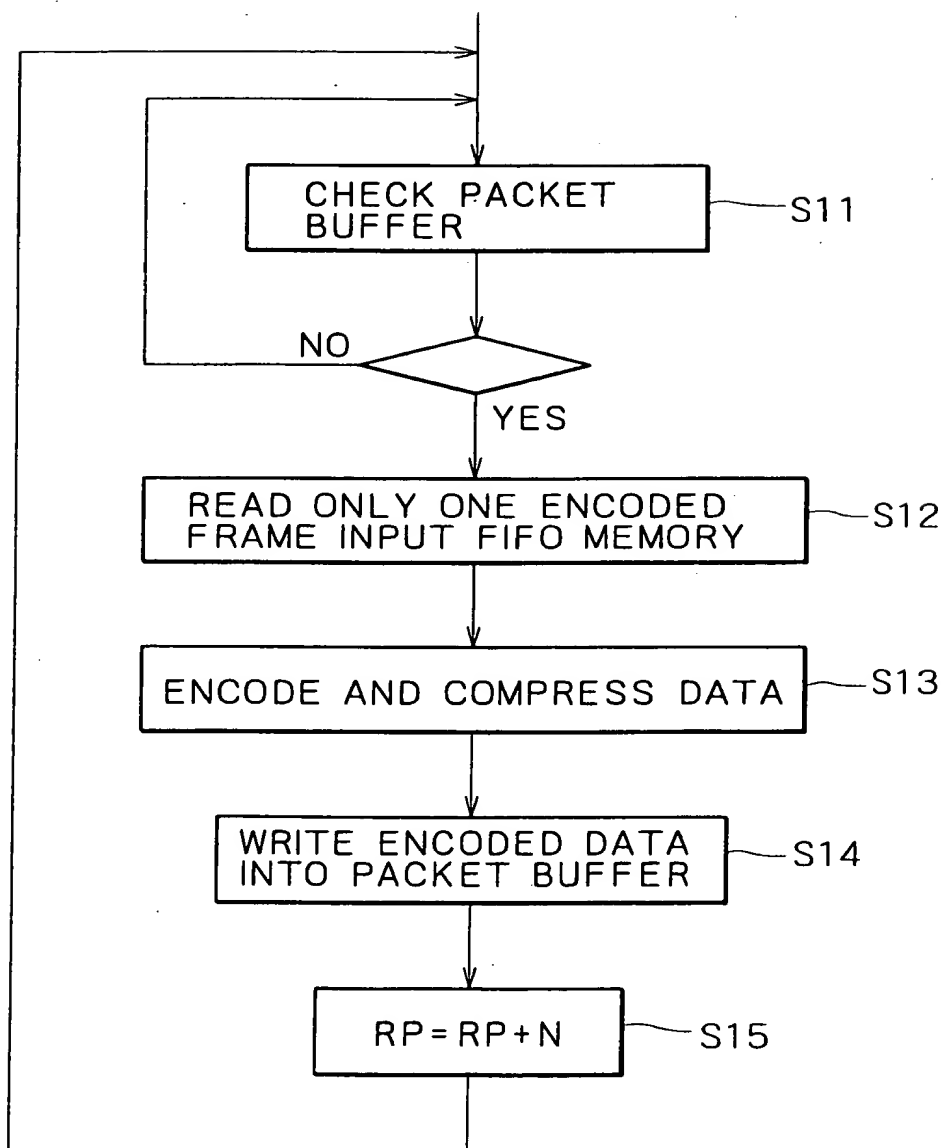 CHECK PACKET
BUFFER
S11
NO
YES
READ ONLY ONE ENCODED
FRAME INPUT FIFO MEMORY
S12
ENCODE AND COMPRESS DATA
S13
WRITE ENCODED DATA
INTO PACKET BUFFER
S14
RP=RP+N
S15